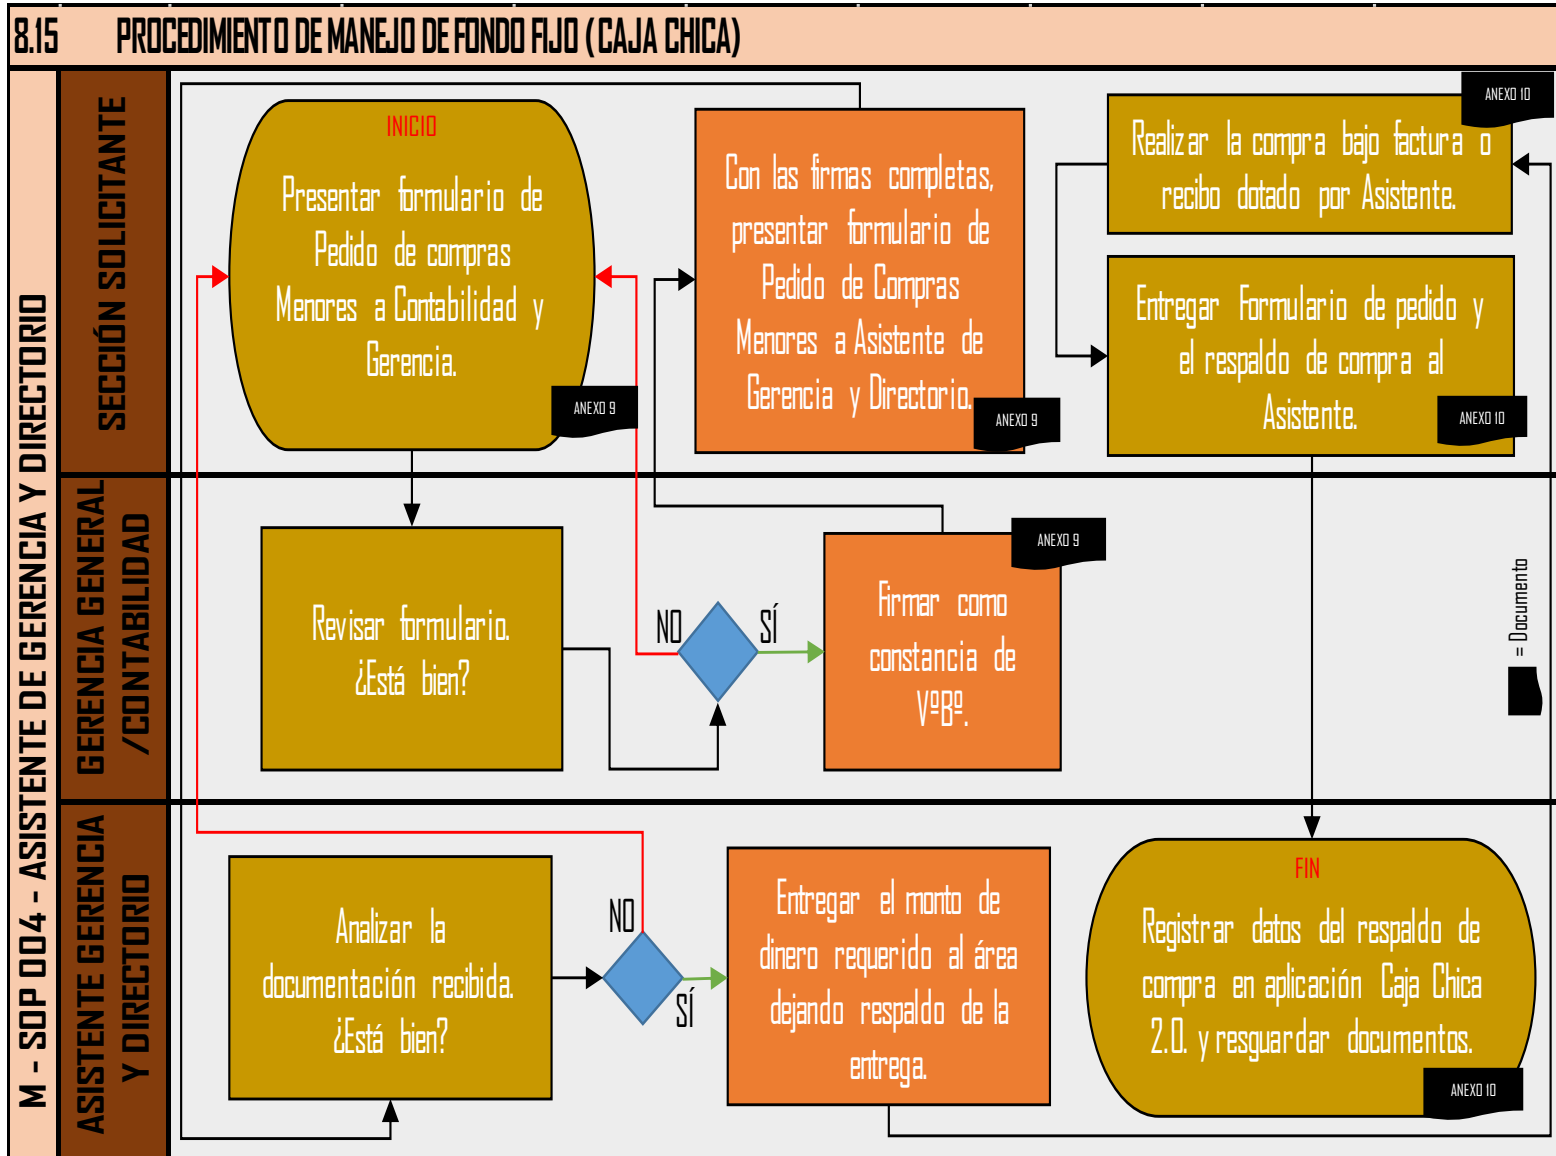 8.15 PROCEDIMIENTO DE MANEJO DE FONDO FIJO (CAJA CHICA)
M - SOP 004 - ASISTENTE DE GERENCIA Y DIRECTORIO
SECCIÓN SOLICITANTE
INICIO
Presentar formulario de
Pedido de compras
Menores a Contabilidad y
Gerencia.
ANEXO 9
Con las firmas completas,
presentar formulario de
Pedido de Compras
Menores a Asistente de
Gerencia y Directorio.
ANEXO 9
ANEXO 10
Realizar la compra bajo factura o
recibo dotado por Asistente.
Entregar Formulario de pedido y
el respaldo de compra al
Asistente.
ANEXO 10
GERENCIA GENERAL
/CONTABILIDAD
Revisar formulario.
¿Está bien?
NO
SÍ
ANEXO 9
Firmar como
constancia de
VºBº.
= Documento
ASISTENTE GERENCIA
Y DIRECTORIO
Analizar la
documentación recibida.
¿Está bien?
NO
SÍ
Entregar el monto de
dinero requerido al área
dejando respaldo de la
entrega.
FIN
Registrar datos del respaldo de
compra en aplicación Caja Chica
2.0. y resguardar documentos.
ANEXO 10